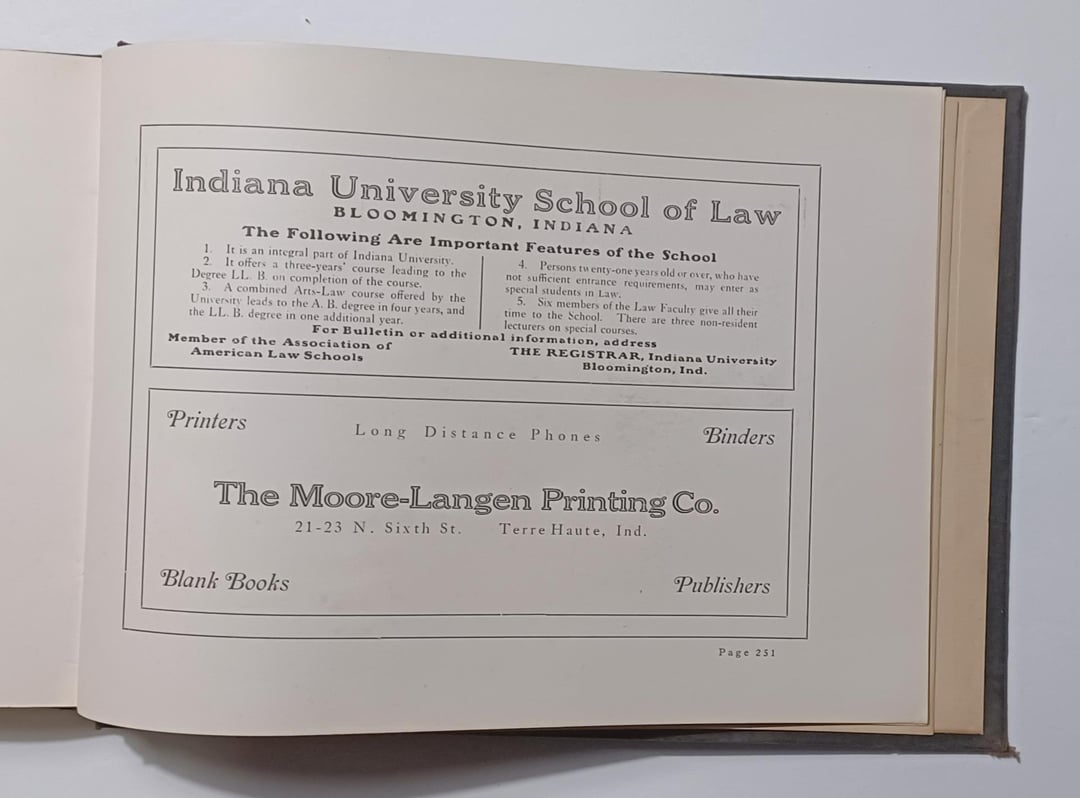 Indiana University School of Law
BLOOMINGTON, INDIANA
The Following Are Important Features of the School
1. It is an integral part of Indiana University.
2. It offers a three-years' course leading to the
Degree LL. B. on completion of the course.
3. A combined Arts-Law course offered by the
University leads to the A. B. degree in four years, and
the LL. B. degree in one additional year.
4. Persons twenty-one years old or over, who have
not sufficient entrance requirements, may enter as
special students in Law.
5. Six members of the Law Faculty give all their
time to the School. There are three non-resident
lecturers on special courses.
For Bulletin or additional information, address
Member of the Association of
American Law Schools
THE REGISTRAR, Indiana University
Bloomington, Ind.
Printers
Long Distance Phones
Binders
The Moore-Langen Printing Co.
21-23 N. Sixth St. Terre Haute, Ind.
Blank Books
Publishers
Page 251